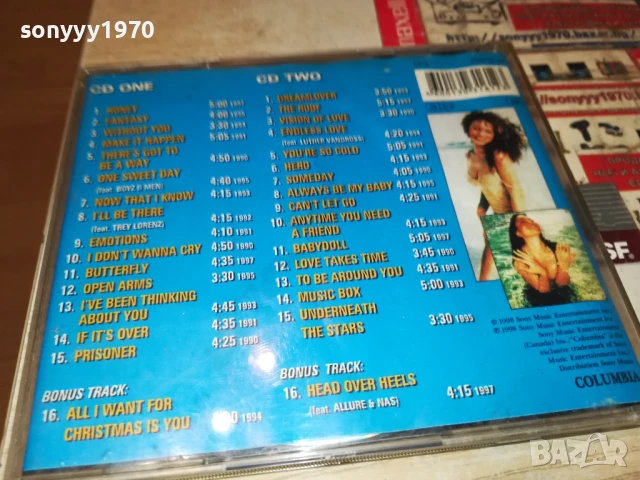 sonyyy1970
maxell
CD ONE
1. HONEY 5:00 1997
2. FANTASY 4:00 1995
3. WITHOUT YOU 3:30
4. MAKE IT HAPPEN 5:05 1991
5. THERE'S GOT TO
BE A WAY 4:50 1990
6. ONE SWEET DAY
(feat. BOYZ II MEN) 4:40 1995
7. NOW THAT I KNOW 4:15 1993
8. I'LL BE THERE
(feat. TREY LORENZ) 4:15 1992
9. EMOTIONS 4:10 1991
10. I DON'T WANNA CRY 4:50 1990
11. BUTTERFLY 4:35 1997
12. OPEN ARMS 3:30 1995
13. I'VE BEEN THINKING
ABOUT YOU 4:45 1993
14. IF IT'S OVER 4:35 1991
15. PRISONER 4:25 1990
BONUS TRACK:
16. ALL I WANT FOR
CHRISTMAS IS YOU 1994
CD TWO
1. DREAMLOVER 3:50
2. THE ROOF 5:15 1997
3. VISION OF LOVE 3:30 1990
4. ENDLESS LOVE
(feat. LUTHER VANDROSS) 4:20 1994
5. YOU'RE SO COLD 5:05 1991
6. HERO 4:15 1993
7. SOMEDAY 4:05 1990
8. ALWAYS BE MY BABY 4:15 1995
9. CAN'T LET GO 4:25 1991
10. ANYTIME YOU NEED
A FRIEND 4:15 1993
11. BABYDOLL 5:05 1997
12. LOVE TAKES TIME 3:45 1990
13. TO BE AROUND YOU 4:35 1991
14. MUSIC BOX 5:00 1993
15. UNDERNEATH
THE STARS 3:30 1995
BONUS TRACK:
16. HEAD OVER HEELS 4:15 1997
(feat. ALLURE & NAS)
COLUMBIA
BAZAR